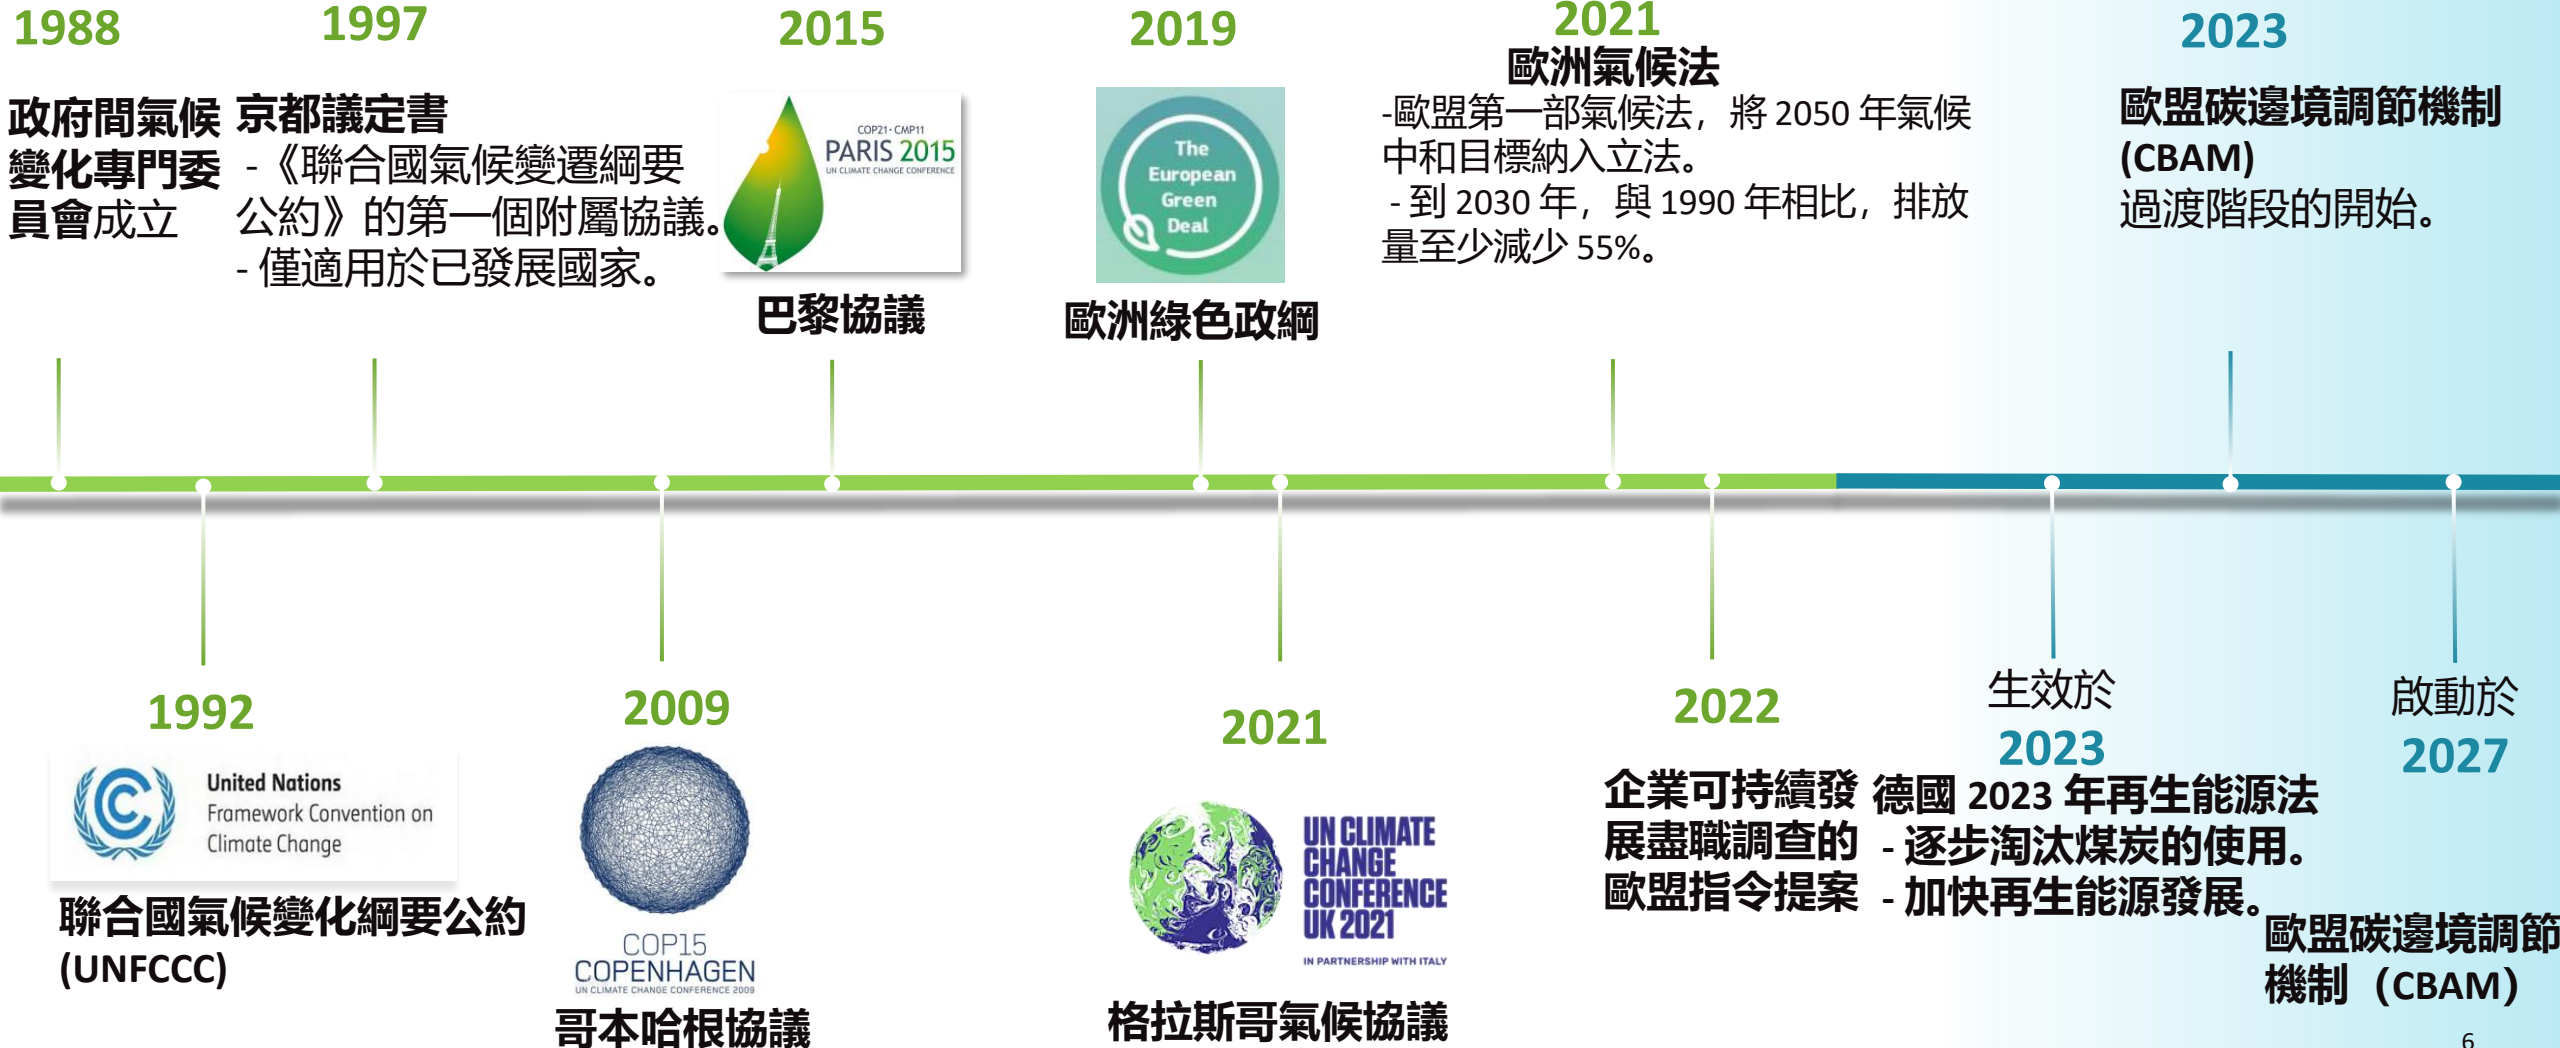 1988
政府間氣候
變化專門委
員會成立
1997
京都議定書
-《聯合國氣候變遷綱要
公約》的第一個附屬協議。
- 僅適用於已發展國家。
2015
COP21·CMP11
PARIS 2015
UN CLIMATE CHANGE CONFERENCE
巴黎協議
2019
The
European
Green
Deal
歐洲綠色政綱
2021
歐洲氣候法
-歐盟第一部氣候法，將 2050 年氣候
中和目標納入立法。
- 到 2030 年，與 1990 年相比，排放
量至少減少 55%。
2023
歐盟碳邊境調節機制
(CBAM)
過渡階段的開始。
1992
United Nations
Framework Convention on
Climate Change
聯合國氣候變化綱要公約
(UNFCCC)
2009
COP15
COPENHAGEN
UN CLIMATE CHANGE CONFERENCE 2009
哥本哈根協議
2021
UN CLIMATE
CHANGE
CONFERENCE
UK 2021
IN PARTNERSHIP WITH ITALY
格拉斯哥氣候協議
2022
企業可持續發
展盡職調查的
歐盟指令提案
生效於
2023
德國 2023 年再生能源法
- 逐步淘汰煤炭的使用。
- 加快再生能源發展。
啟動於
2027
歐盟碳邊境調節
機制（CBAM）
6